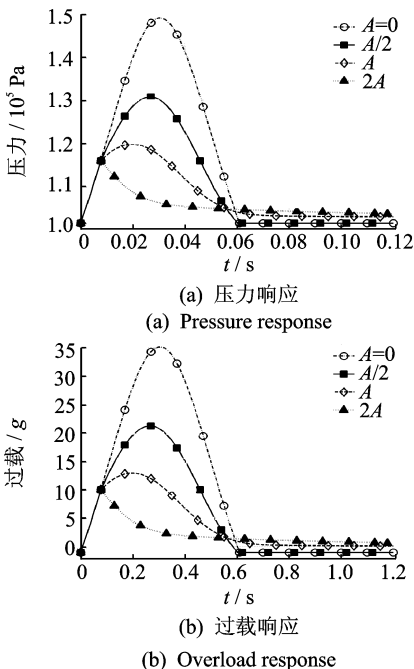 1.5
1.4
1.3
1.2
1.1
1.0
压力 / 10⁵ Pa
A=0
A/2
A
2A
0 0.02 0.04 0.06 0.08 0.10 0.12
t / s
(a) 压力响应
(a) Pressure response
35
30
25
20
15
10
5
0
过载 / g
A=0
A/2
A
2A
0 0.2 0.4 0.6 0.8 1.0 1.2
t / s
(b) 过载响应
(b) Overload response